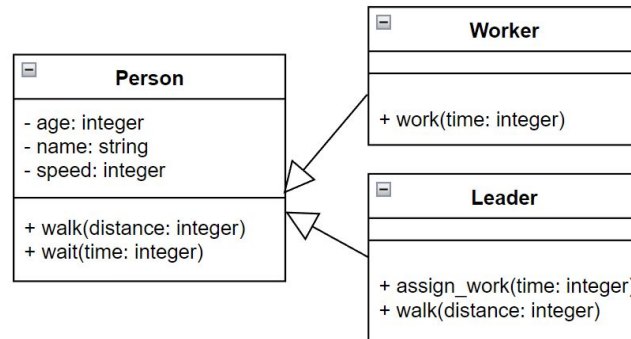 Person
- age: integer
- name: string
- speed: integer
+ walk(distance: integer)
+ wait(time: integer)
Worker
+ work(time: integer)
Leader
+ assign_work(time: integer)
+ walk(distance: integer)